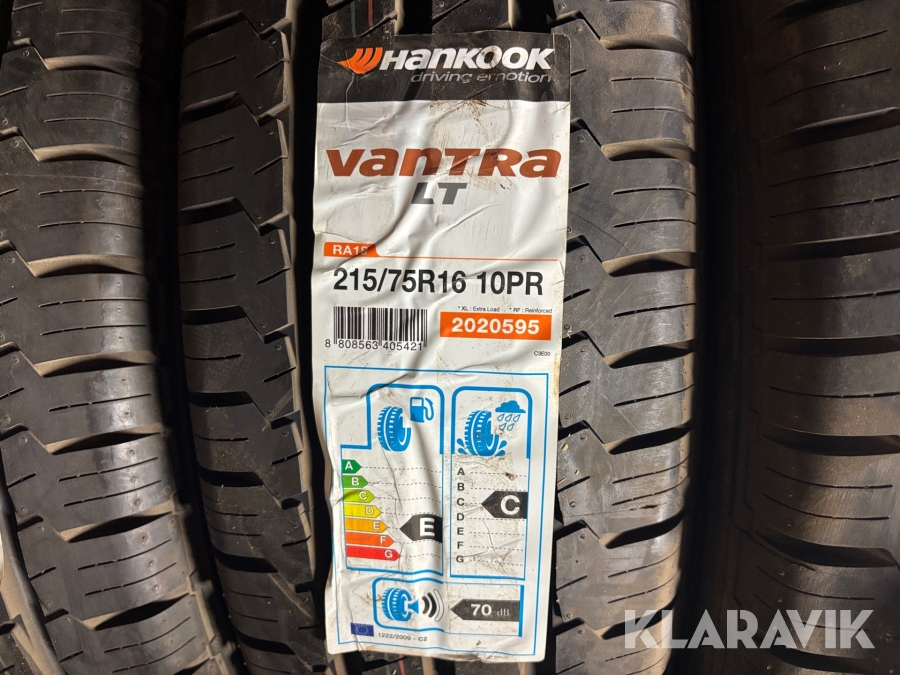 HANKOOK
driving emotion
VANTRA
LT
215/75R16 10PR
* XL : Extra Load * RF : Reinforced
2020595
8 808563 405421
C3E00
A
B
C
D
E
F
G
E
A
B
C
D
E
F
G
C
70 dB
1222/2009 - C2
KLARAVIK